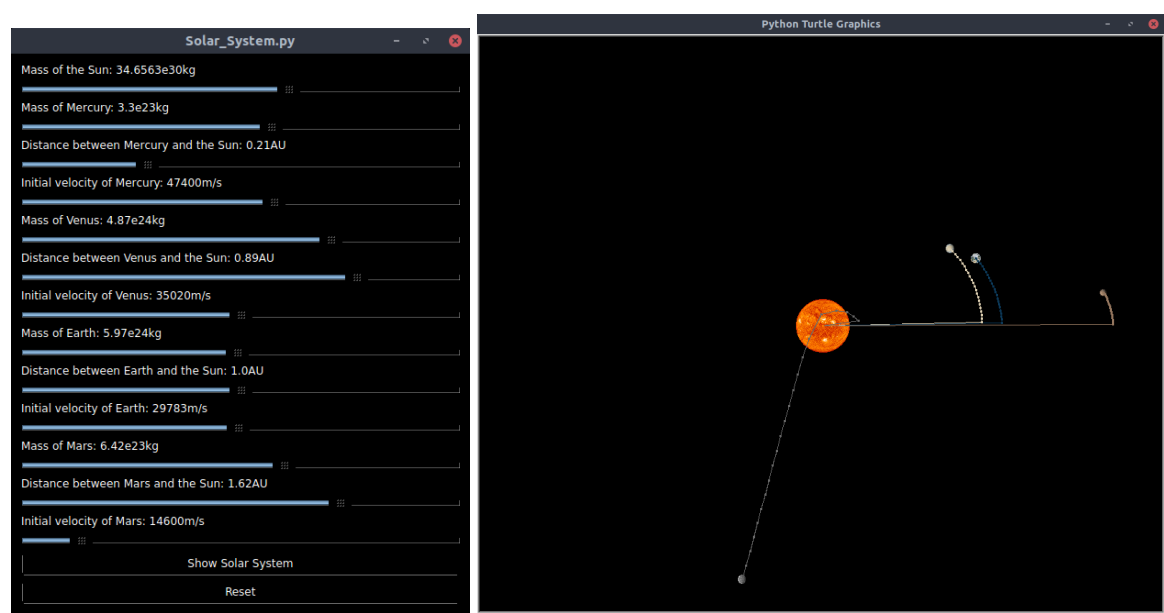 Solar_System.py
Mass of the Sun: 34.6563e30kg
Mass of Mercury: 3.3e23kg
Distance between Mercury and the Sun: 0.21AU
Initial velocity of Mercury: 47400m/s
Mass of Venus: 4.87e24kg
Distance between Venus and the Sun: 0.89AU
Initial velocity of Venus: 35020m/s
Mass of Earth: 5.97e24kg
Distance between Earth and the Sun: 1.0AU
Initial velocity of Earth: 29783m/s
Mass of Mars: 6.42e23kg
Distance between Mars and the Sun: 1.62AU
Initial velocity of Mars: 14600m/s
Show Solar System
Reset
Python Turtle Graphics